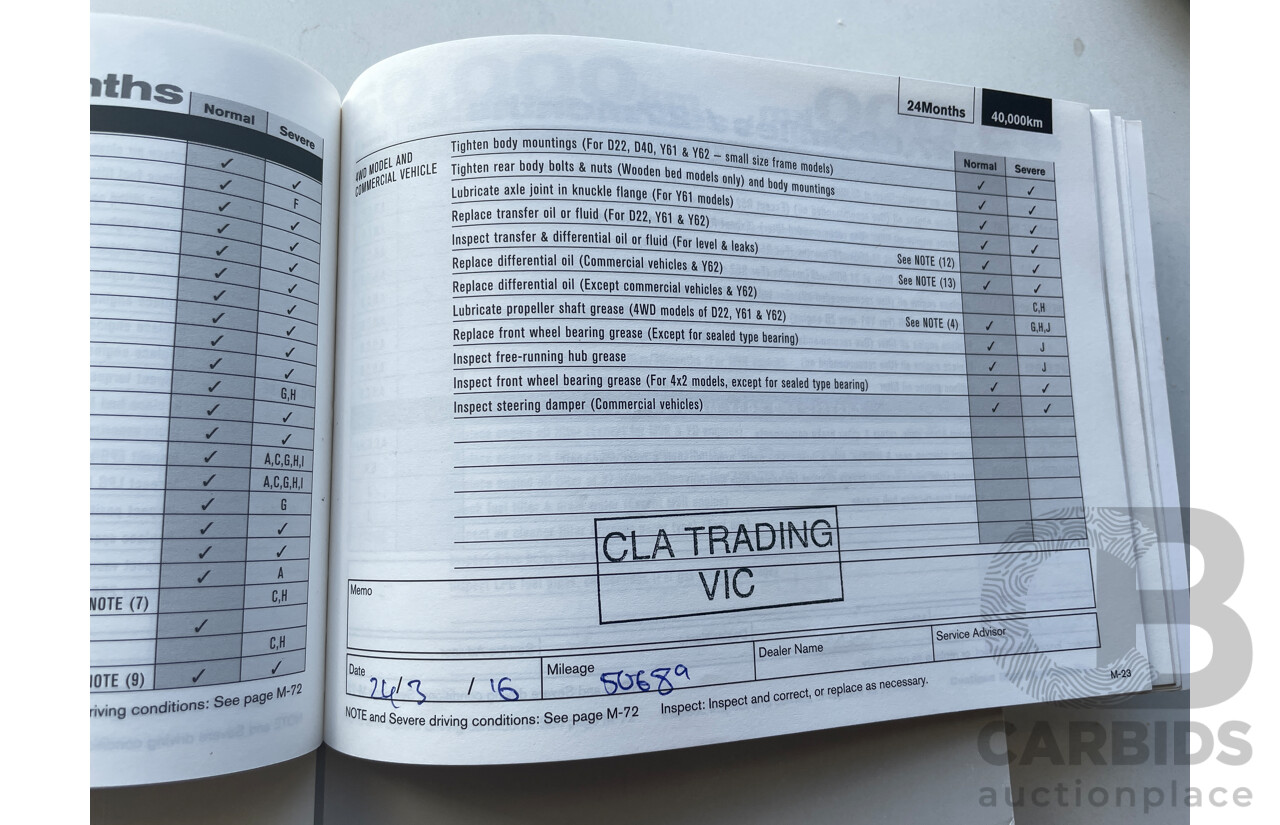 nths
Normal
Severe
F
G,H
A,C,G,H,I
A,C,G,H,I
G
A
NOTE (7)
C,H
C,H
NOTE (9)
riving conditions: See page M-72
24Months
40,000km
4WD MODEL AND
COMMERCIAL VEHICLE
Normal
Severe
Tighten body mountings (For D22, D40, Y61 & Y62 – small size frame models)
Tighten rear body bolts & nuts (Wooden bed models only) and body mountings
Lubricate axle joint in knuckle flange (For Y61 models)
Replace transfer oil or fluid (For D22, Y61 & Y62)
Inspect transfer & differential oil or fluid (For level & leaks)
Replace differential oil (Commercial vehicles & Y62) See NOTE (12)
Replace differential oil (Except commercial vehicles & Y62) See NOTE (13)
C,H
Lubricate propeller shaft grease (4WD models of D22, Y61 & Y62) See NOTE (4) G,H,J
Replace front wheel bearing grease (Except for sealed type bearing) J
Inspect free-running hub grease J
Inspect front wheel bearing grease (For 4x2 models, except for sealed type bearing)
Inspect steering damper (Commercial vehicles)
CLA TRADING
VIC
Memo
Date 24/3 / 16 Mileage 50689 Dealer Name Service Advisor
NOTE and Severe driving conditions: See page M-72 Inspect: Inspect and correct, or replace as necessary.
M-23
CB
CARBIDS
auctionplace